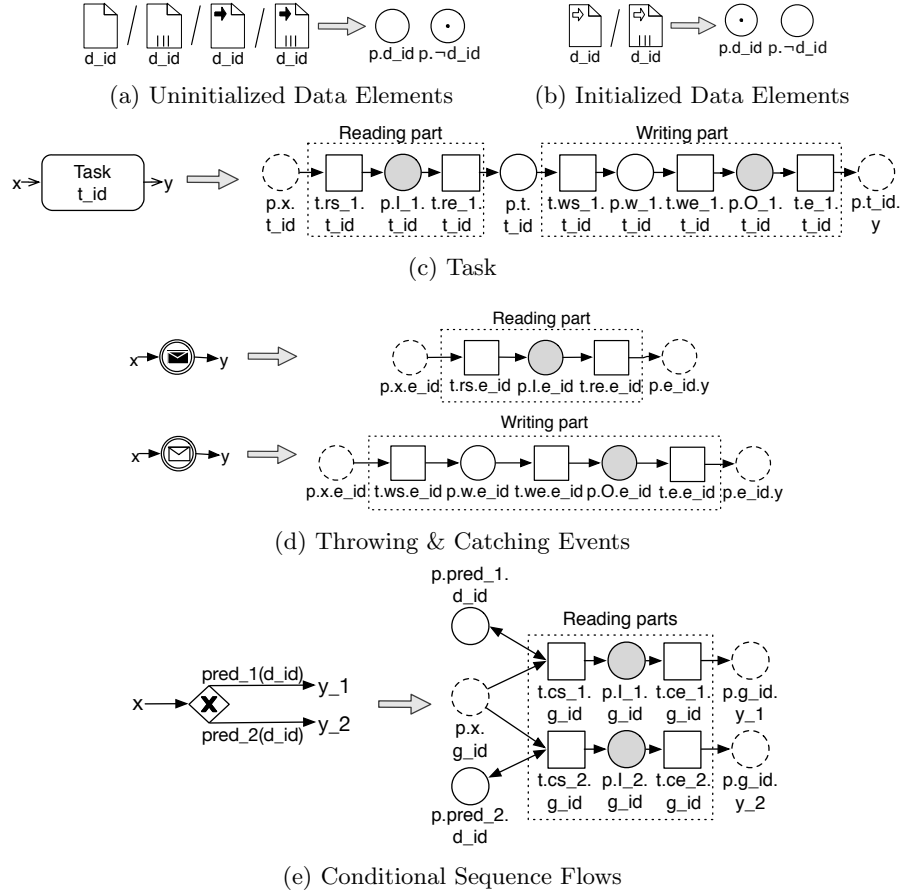 d_id d_id d_id d_id p.d_id p.¬d_id
d_id d_id p.d_id p.¬d_id
(a) Uninitialized Data Elements
(b) Initialized Data Elements
Reading part Writing part
x Task y
t_id
p.x. t.rs_1. p.I_1. t.re_1. p.t. t.ws_1. p.w_1. t.we_1. p.O_1. t.e_1. p.t_id.
t_id t_id t_id t_id t_id t_id t_id t_id t_id t_id y
(c) Task
Reading part
x y
p.x.e_id t.rs.e_id p.I.e_id t.re.e_id p.e_id.y
Writing part
x y
p.x.e_id t.ws.e_id p.w.e_id t.we.e_id p.O.e_id t.e.e_id p.e_id.y
(d) Throwing & Catching Events
p.pred_1.
d_id
Reading parts
pred_1(d_id) y_1
x
pred_2(d_id) y_2
t.cs_1. p.I_1. t.ce_1. p.g_id.
g_id g_id g_id y_1
p.x.
g_id
t.cs_2. p.I_2. t.ce_2. p.g_id.
g_id g_id g_id y_2
p.pred_2.
d_id
(e) Conditional Sequence Flows